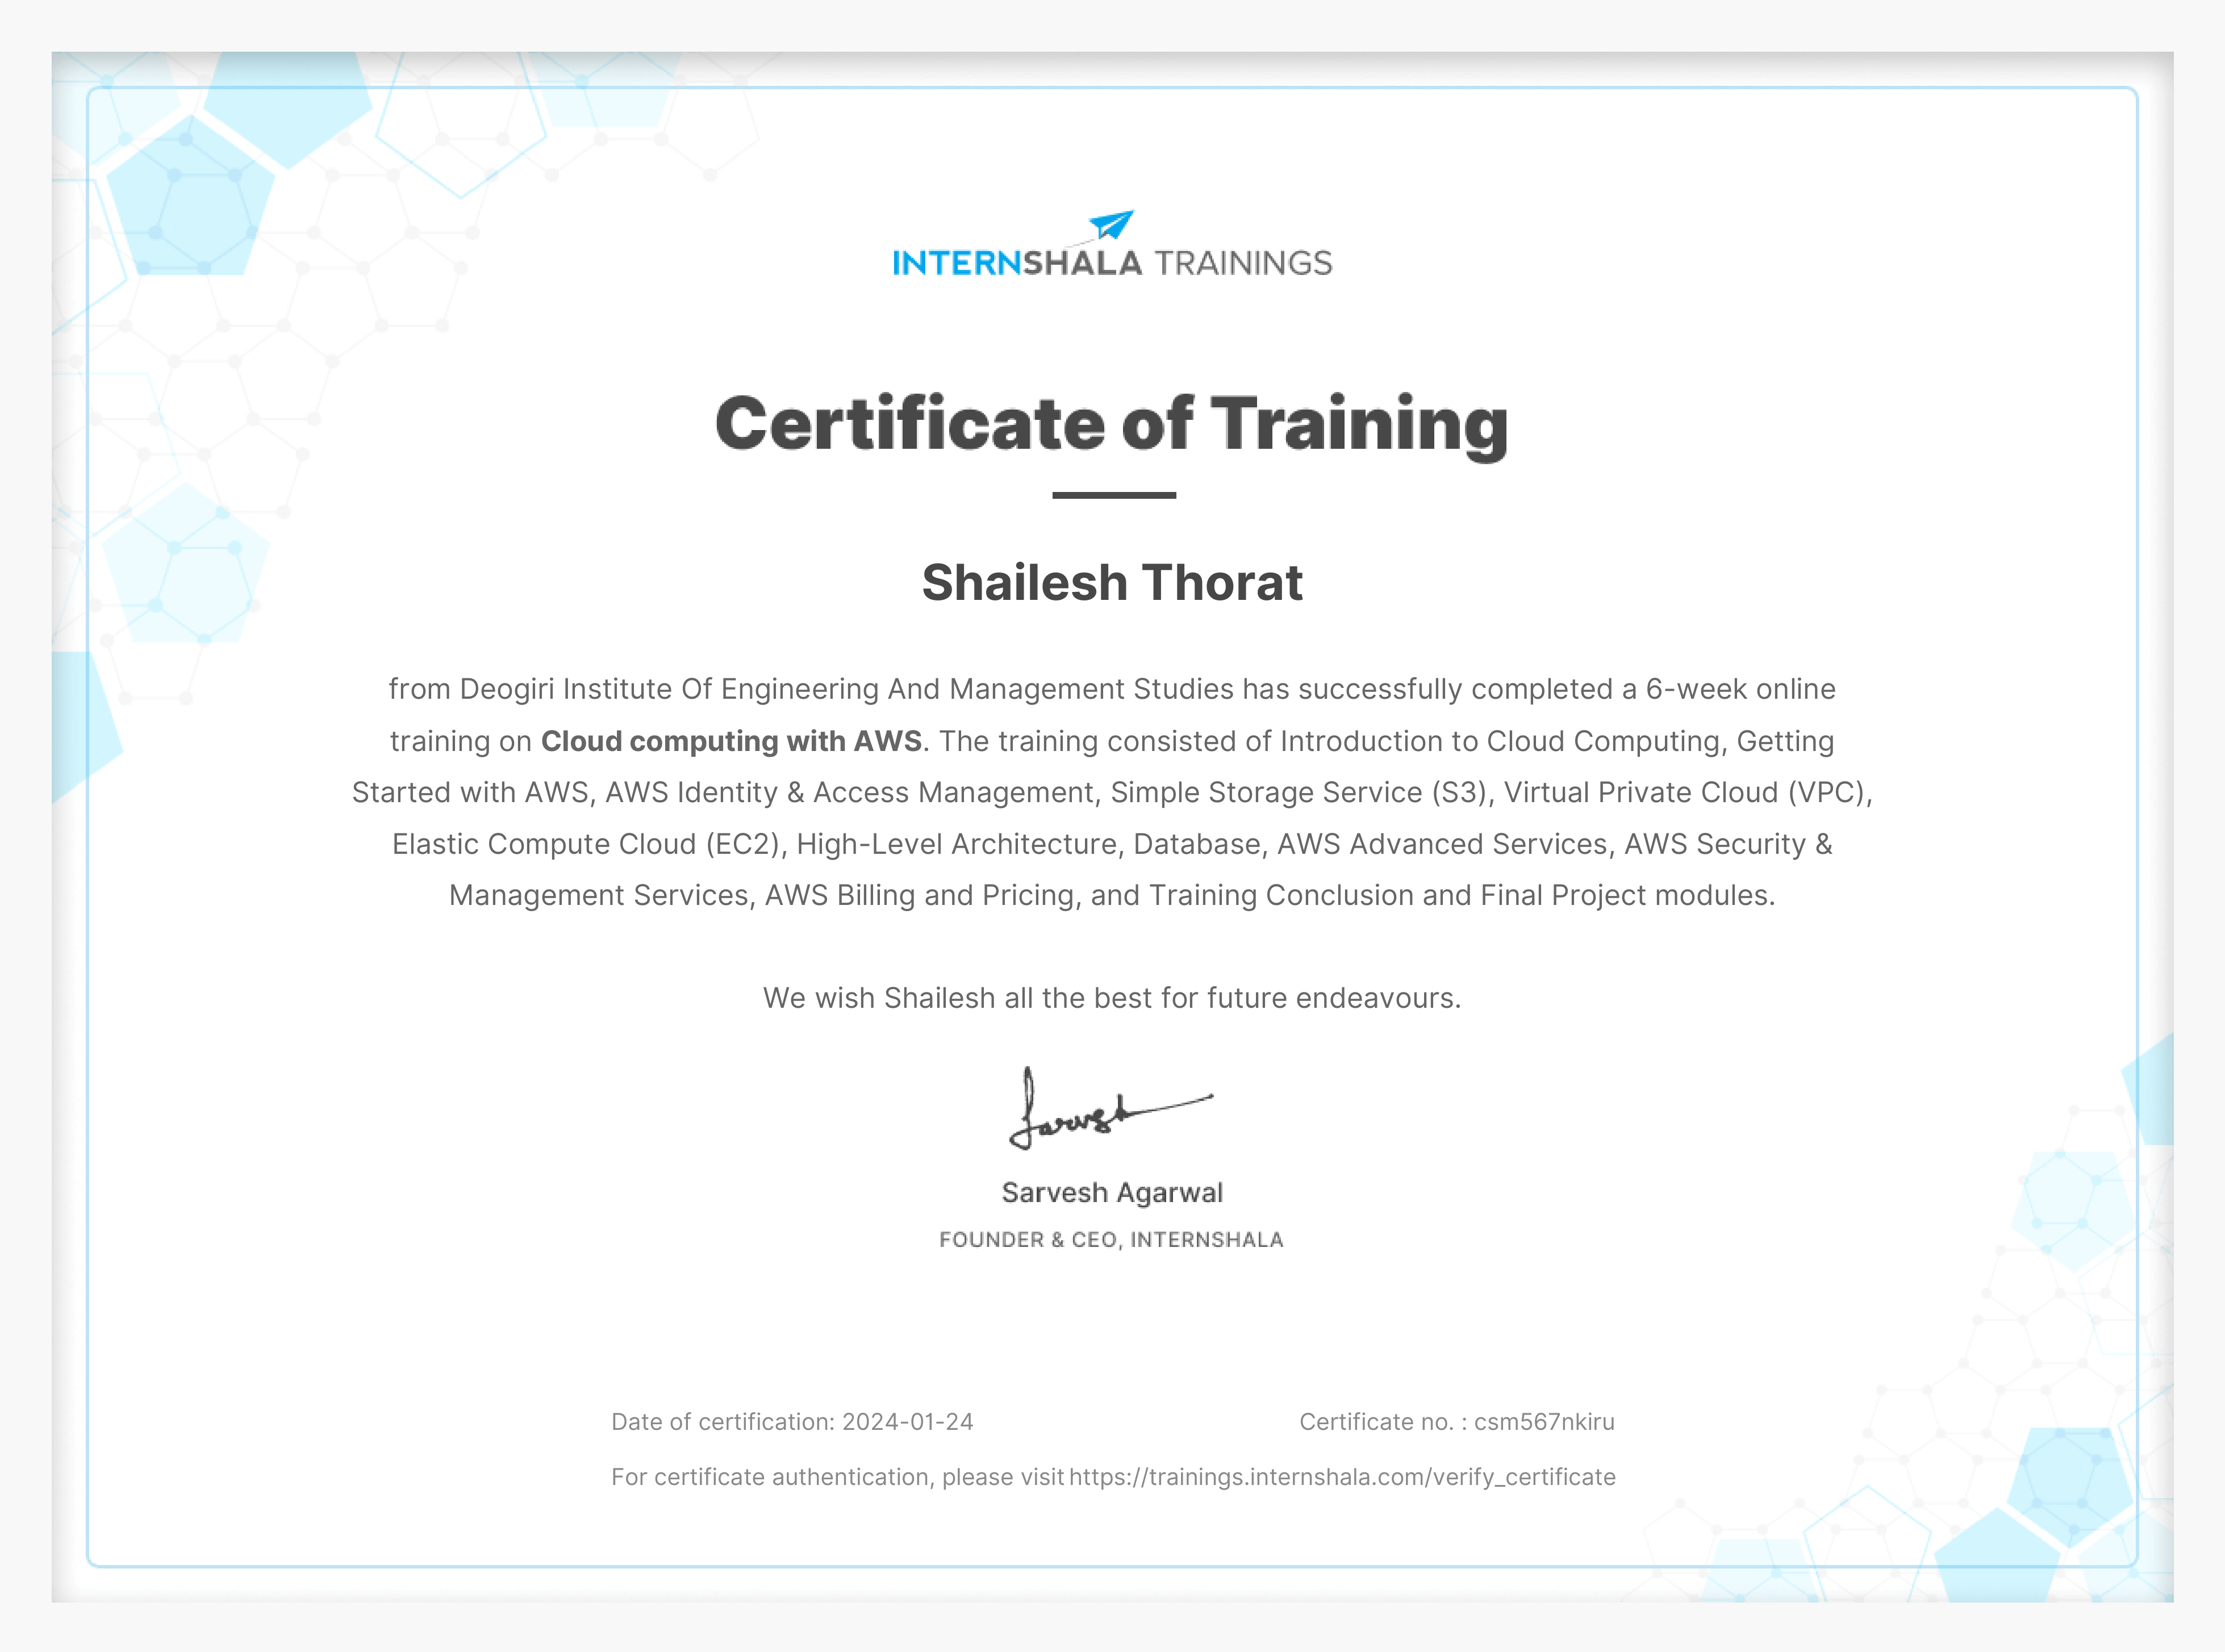 INTERNSHALA TRAININGS
Certificate of Training
Shailesh Thorat
from Deogiri Institute Of Engineering And Management Studies has successfully completed a 6-week online
training on Cloud computing with AWS. The training consisted of Introduction to Cloud Computing, Getting
Started with AWS, AWS Identity & Access Management, Simple Storage Service (S3), Virtual Private Cloud (VPC),
Elastic Compute Cloud (EC2), High-Level Architecture, Database, AWS Advanced Services, AWS Security &
Management Services, AWS Billing and Pricing, and Training Conclusion and Final Project modules.
We wish Shailesh all the best for future endeavours.
Sarvesh
Sarvesh Agarwal
FOUNDER & CEO, INTERNSHALA
Date of certification: 2024-01-24
Certificate no. : csm567nkiru
For certificate authentication, please visit https://trainings.internshala.com/verify_certificate